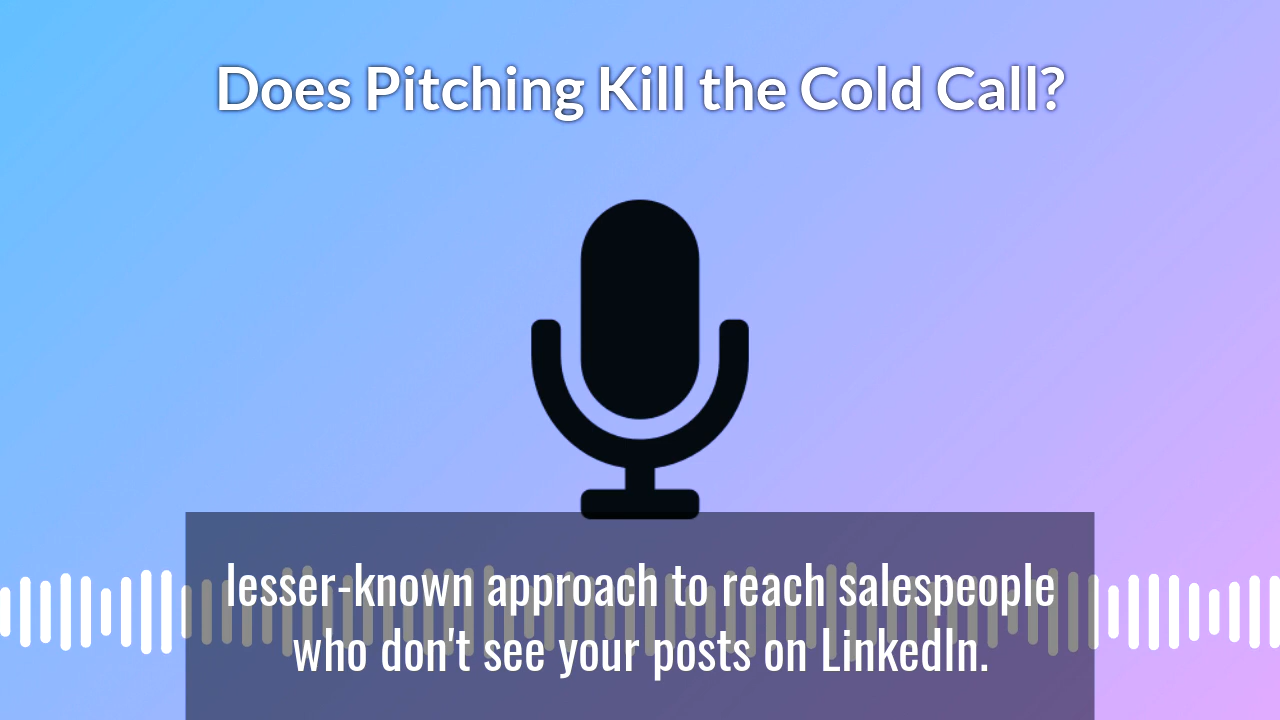 Does Pitching Kill the Cold Call?
lesser-known approach to reach salespeople
who don't see your posts on LinkedIn.